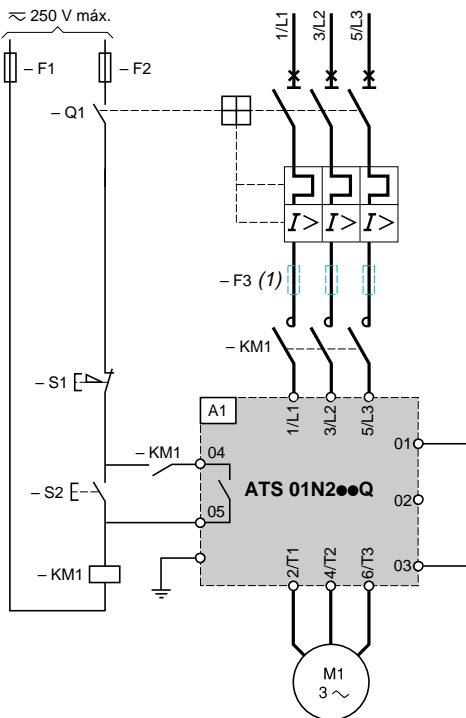 ≂ 250 V máx.
– F1
– F2
– Q1
1/L1
3/L2
5/L3
I>
I>
I>
– F3 (1)
– KM1
– S1
A1
1/L1
3/L2
5/L3
– KM1
04
01
ATS 01N2●●Q
– S2
02
05
– KM1
03
2/T1
4/T2
6/T3
M1
3 ~